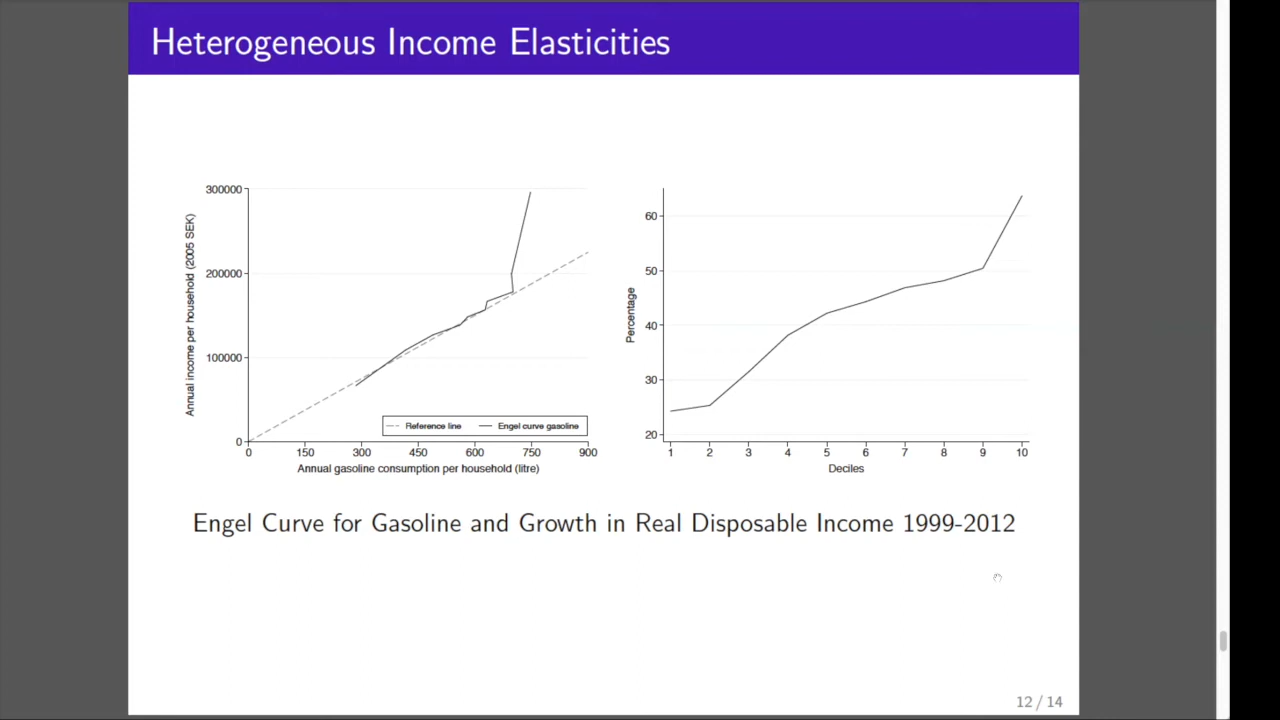 Heterogeneous Income Elasticities
Annual income per household (2005 SEK)
300000
200000
100000
0
0 150 300 450 600 750 900
Reference line Engel curve gasoline
Annual gasoline consumption per household (litre)
Percentage
60
50
40
30
20
1 2 3 4 5 6 7 8 9 10
Deciles
Engel Curve for Gasoline and Growth in Real Disposable Income 1999-2012
12 / 14